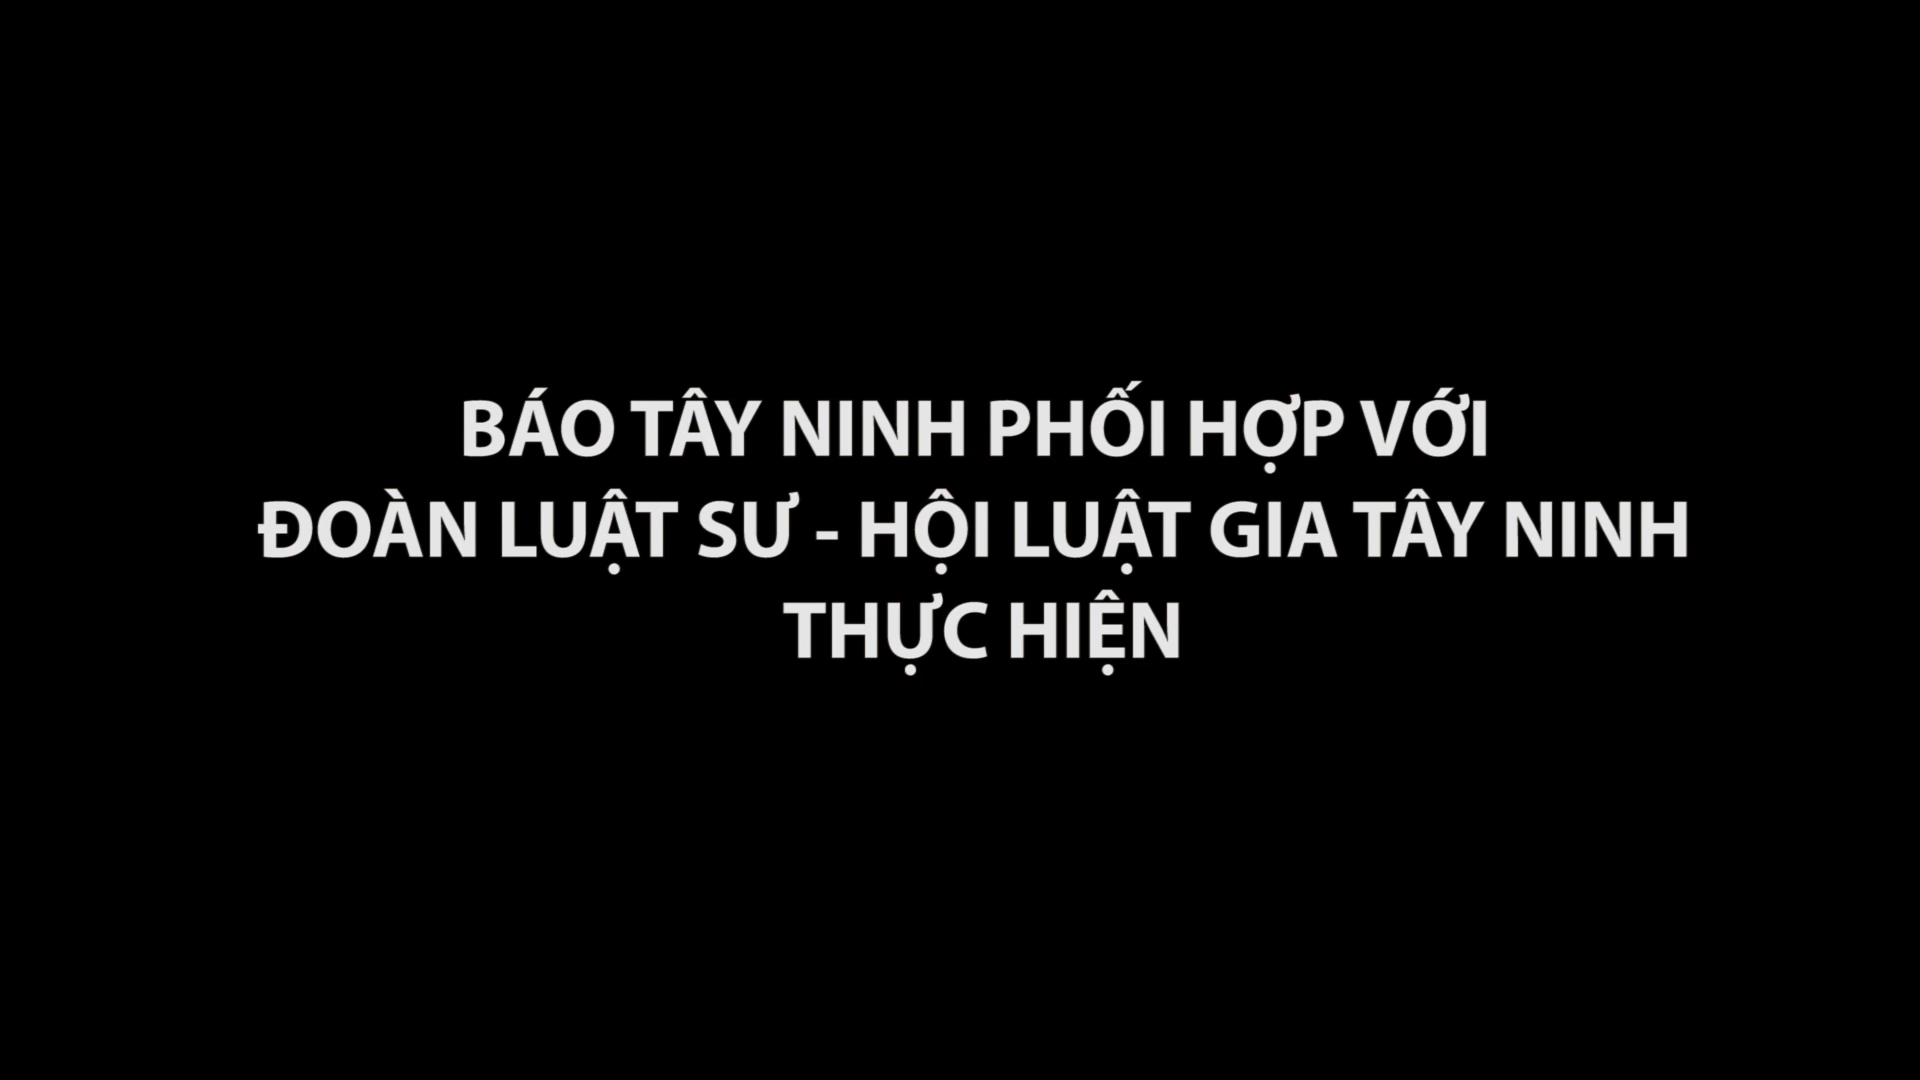 BÁO TÂY NINH PHỐI HỢP VỚI
ĐOÀN LUẬT SƯ - HỘI LUẬT GIA TÂY NINH
THỰC HIỆN